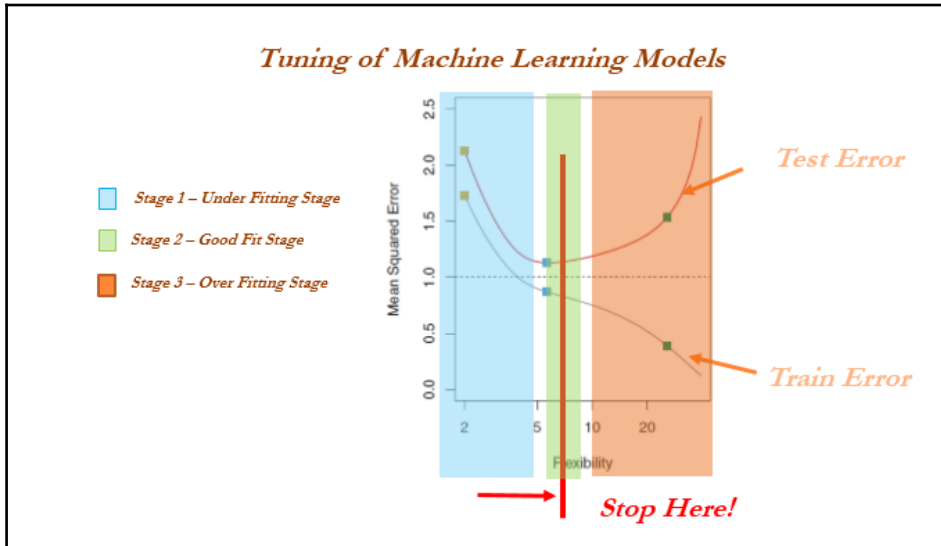 Tuning of Machine Learning Models
Stage 1 – Under Fitting Stage
Stage 2 – Good Fit Stage
Stage 3 – Over Fitting Stage
Mean Squared Error
2.5
2.0
1.5
1.0
0.5
0.0
Test Error
Train Error
2 5 10 20
Flexibility
Stop Here!